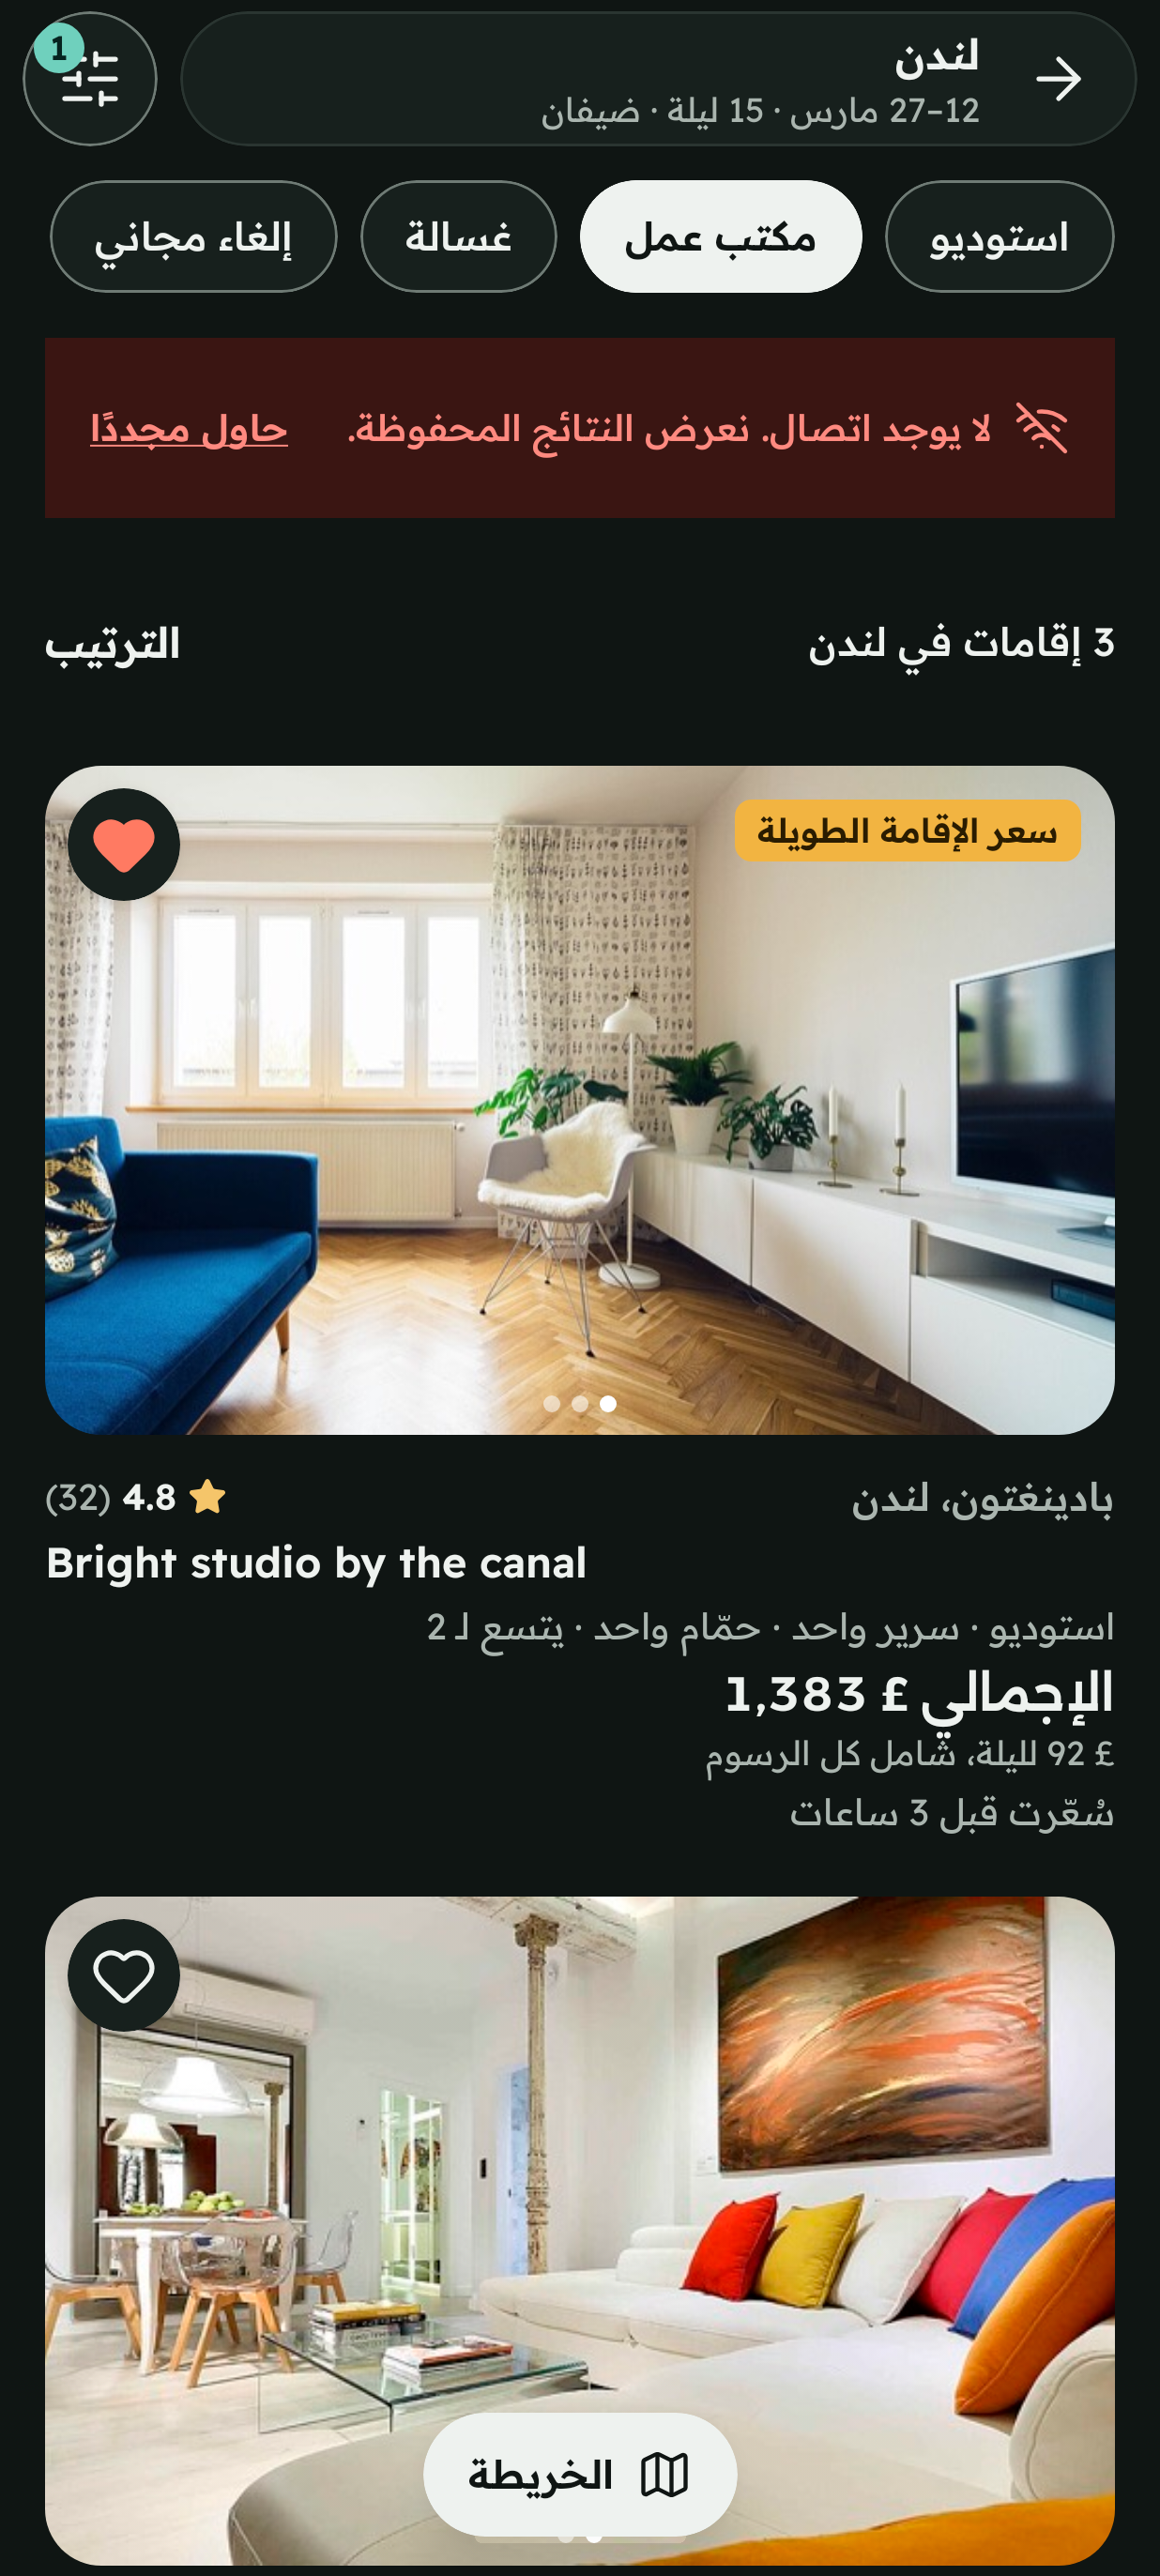 لندن
12–27 مارس · 15 ليلة · ضيفان
1
استوديو
مكتب عمل
غسالة
إلغاء مجاني
لا يوجد اتصال. نعرض النتائج المحفوظة.
حاول مجددًا
3 إقامات في لندن
الترتيب
سعر الإقامة الطويلة
بادينغتون، لندن
4.8 (32)
Bright studio by the canal
استوديو · سرير واحد · حمّام واحد · يتسع لـ 2
الإجمالي £ 1,383
£ 92 لليلة، شامل كل الرسوم
سُعّرت قبل 3 ساعات
الخريطة